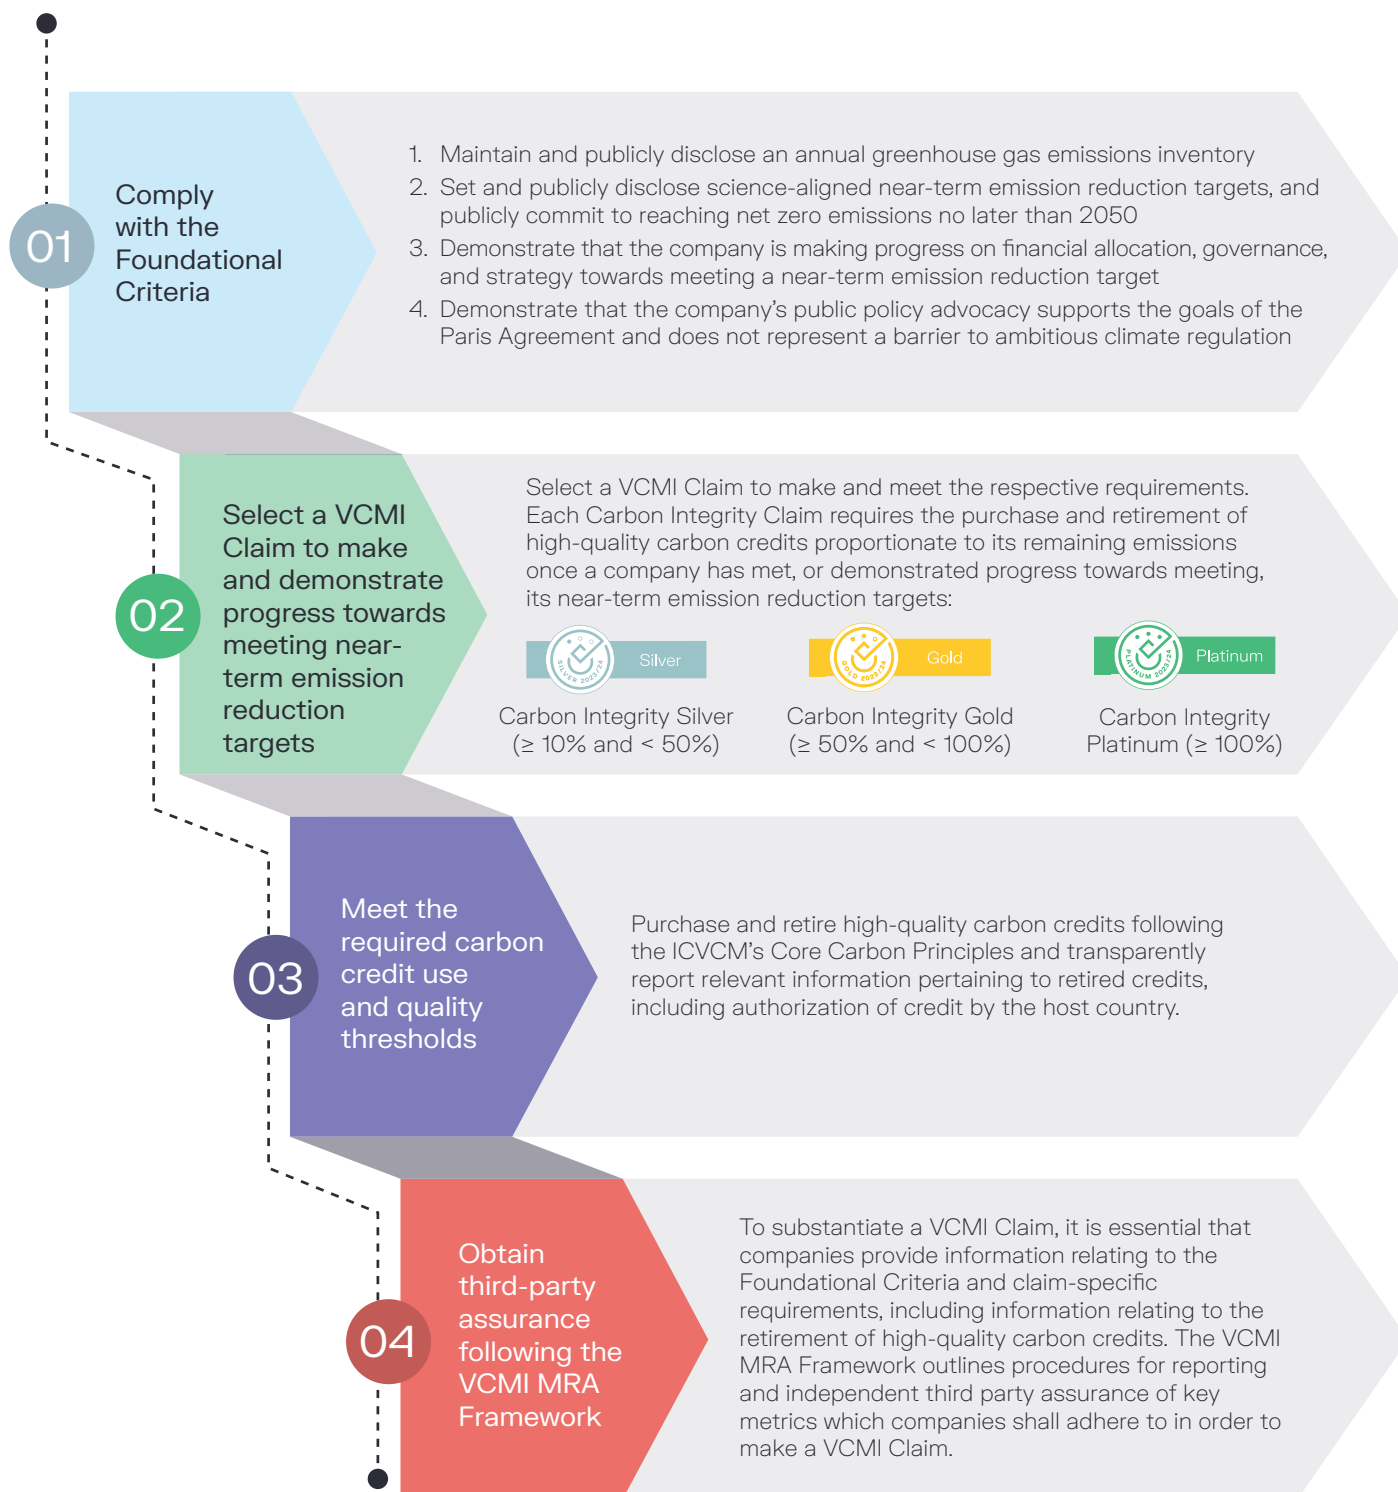 01
Comply
with the
Foundational
Criteria
1. Maintain and publicly disclose an annual greenhouse gas emissions inventory
2. Set and publicly disclose science-aligned near-term emission reduction targets, and
publicly commit to reaching net zero emissions no later than 2050
3. Demonstrate that the company is making progress on financial allocation, governance,
and strategy towards meeting a near-term emission reduction target
4. Demonstrate that the company's public policy advocacy supports the goals of the
Paris Agreement and does not represent a barrier to ambitious climate regulation
02
Select a VCMI
Claim to make
and demonstrate
progress towards
meeting near-
term emission
reduction
targets
Select a VCMI Claim to make and meet the respective requirements.
Each Carbon Integrity Claim requires the purchase and retirement of
high-quality carbon credits proportionate to its remaining emissions
once a company has met, or demonstrated progress towards meeting,
its near-term emission reduction targets:
SILVER 2023/24
Silver
Carbon Integrity Silver
(≥ 10% and < 50%)
GOLD 2023/24
Gold
Carbon Integrity Gold
(≥ 50% and < 100%)
PLATINUM 2023/24
Platinum
Carbon Integrity
Platinum (≥ 100%)
03
Meet the
required carbon
credit use
and quality
thresholds
Purchase and retire high-quality carbon credits following
the ICVCM's Core Carbon Principles and transparently
report relevant information pertaining to retired credits,
including authorization of credit by the host country.
04
Obtain
third-party
assurance
following the
VCMI MRA
Framework
To substantiate a VCMI Claim, it is essential that
companies provide information relating to the
Foundational Criteria and claim-specific
requirements, including information relating to the
retirement of high-quality carbon credits. The VCMI
MRA Framework outlines procedures for reporting
and independent third party assurance of key
metrics which companies shall adhere to in order to
make a VCMI Claim.